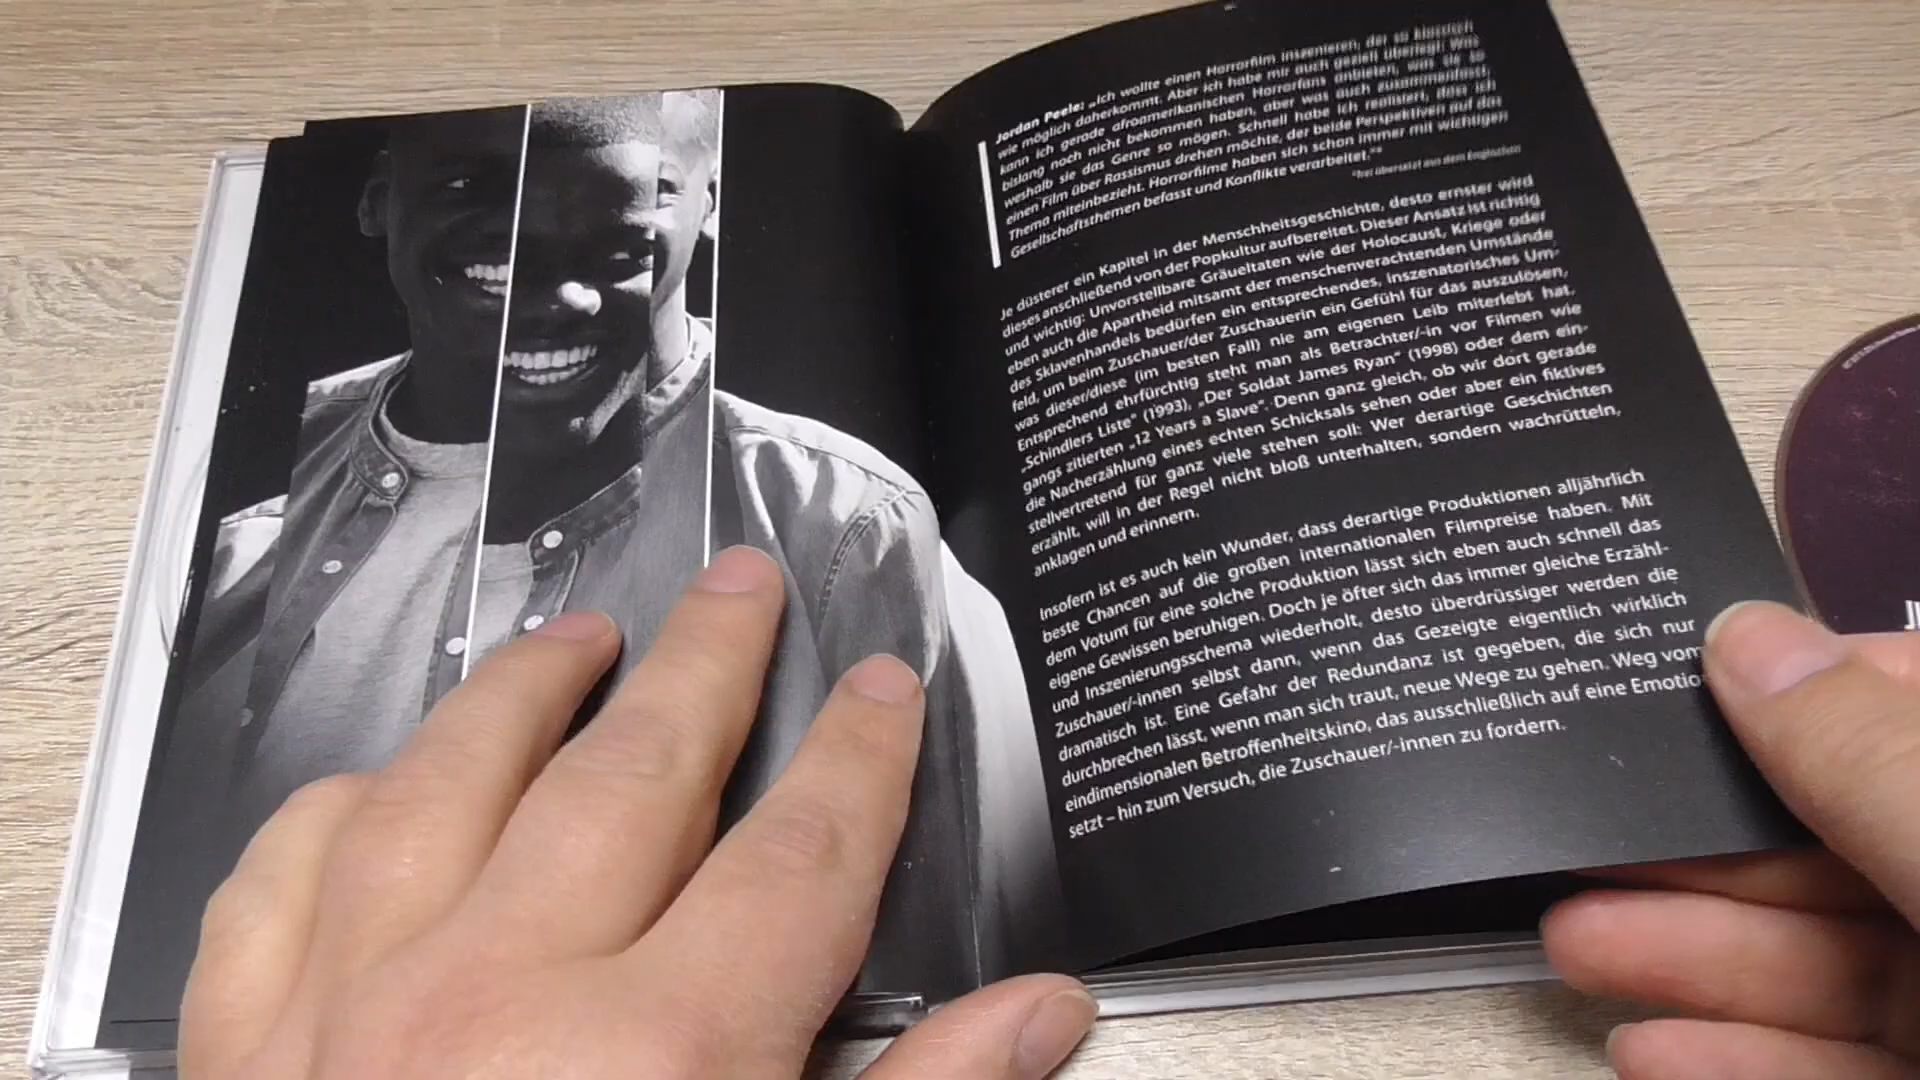 Jordan Peele: „Ich wollte einen Horrorfilm inszenieren, der so klassisch
wie möglich daherkommt. Aber ich habe mir auch gezielt überlegt: Was
kann ich gerade afroamerikanischen Horrorfans anbieten, was sie so
bislang noch nicht bekommen haben, aber was auch zusammenfasst,
weshalb sie das Genre so mögen. Schnell habe ich realisiert, dass ich
einen Film über Rassismus drehen möchte, der beide Perspektiven auf das
Thema miteinbezieht. Horrorfilme haben sich schon immer mit wichtigen
Gesellschaftsthemen befasst und Konflikte verarbeitet.“*
*frei übersetzt aus dem Englischen
Je düsterer ein Kapitel in der Menschheitsgeschichte, desto ernster wird
dieses anschließend von der Popkultur aufbereitet. Dieser Ansatz ist richtig
und wichtig: Unvorstellbare Gräueltaten wie der Holocaust, Kriege oder
eben auch die Apartheid mitsamt der menschenverachtenden Umstände
des Sklavenhandels bedürfen ein entsprechendes, inszenatorisches Um-
feld, um beim Zuschauer/der Zuschauerin ein Gefühl für das auszulösen,
was dieser/diese (im besten Fall) nie am eigenen Leib miterlebt hat.
Entsprechend ehrfürchtig steht man als Betrachter/-in vor Filmen wie
„Schindlers Liste“ (1993), „Der Soldat James Ryan“ (1998) oder dem ein-
gangs zitierten „12 Years a Slave“. Denn ganz gleich, ob wir dort gerade
die Nacherzählung eines echten Schicksals sehen oder aber ein fiktives
stellvertretend für ganz viele stehen soll: Wer derartige Geschichten
erzählt, will in der Regel nicht bloß unterhalten, sondern wachrütteln,
anklagen und erinnern.
Insofern ist es auch kein Wunder, dass derartige Produktionen alljährlich
beste Chancen auf die großen internationalen Filmpreise haben. Mit
dem Votum für eine solche Produktion lässt sich eben auch schnell das
eigene Gewissen beruhigen. Doch je öfter sich das immer gleiche Erzähl-
und Inszenierungsschema wiederholt, desto überdrüssiger werden die
Zuschauer/-innen selbst dann, wenn das Gezeigte eigentlich wirklich
dramatisch ist. Eine Gefahr der Redundanz ist gegeben, die sich nur
durchbrechen lässt, wenn man sich traut, neue Wege zu gehen. Weg vom
eindimensionalen Betroffenheitskino, das ausschließlich auf eine Emotio
setzt – hin zum Versuch, die Zuschauer/-innen zu fordern.